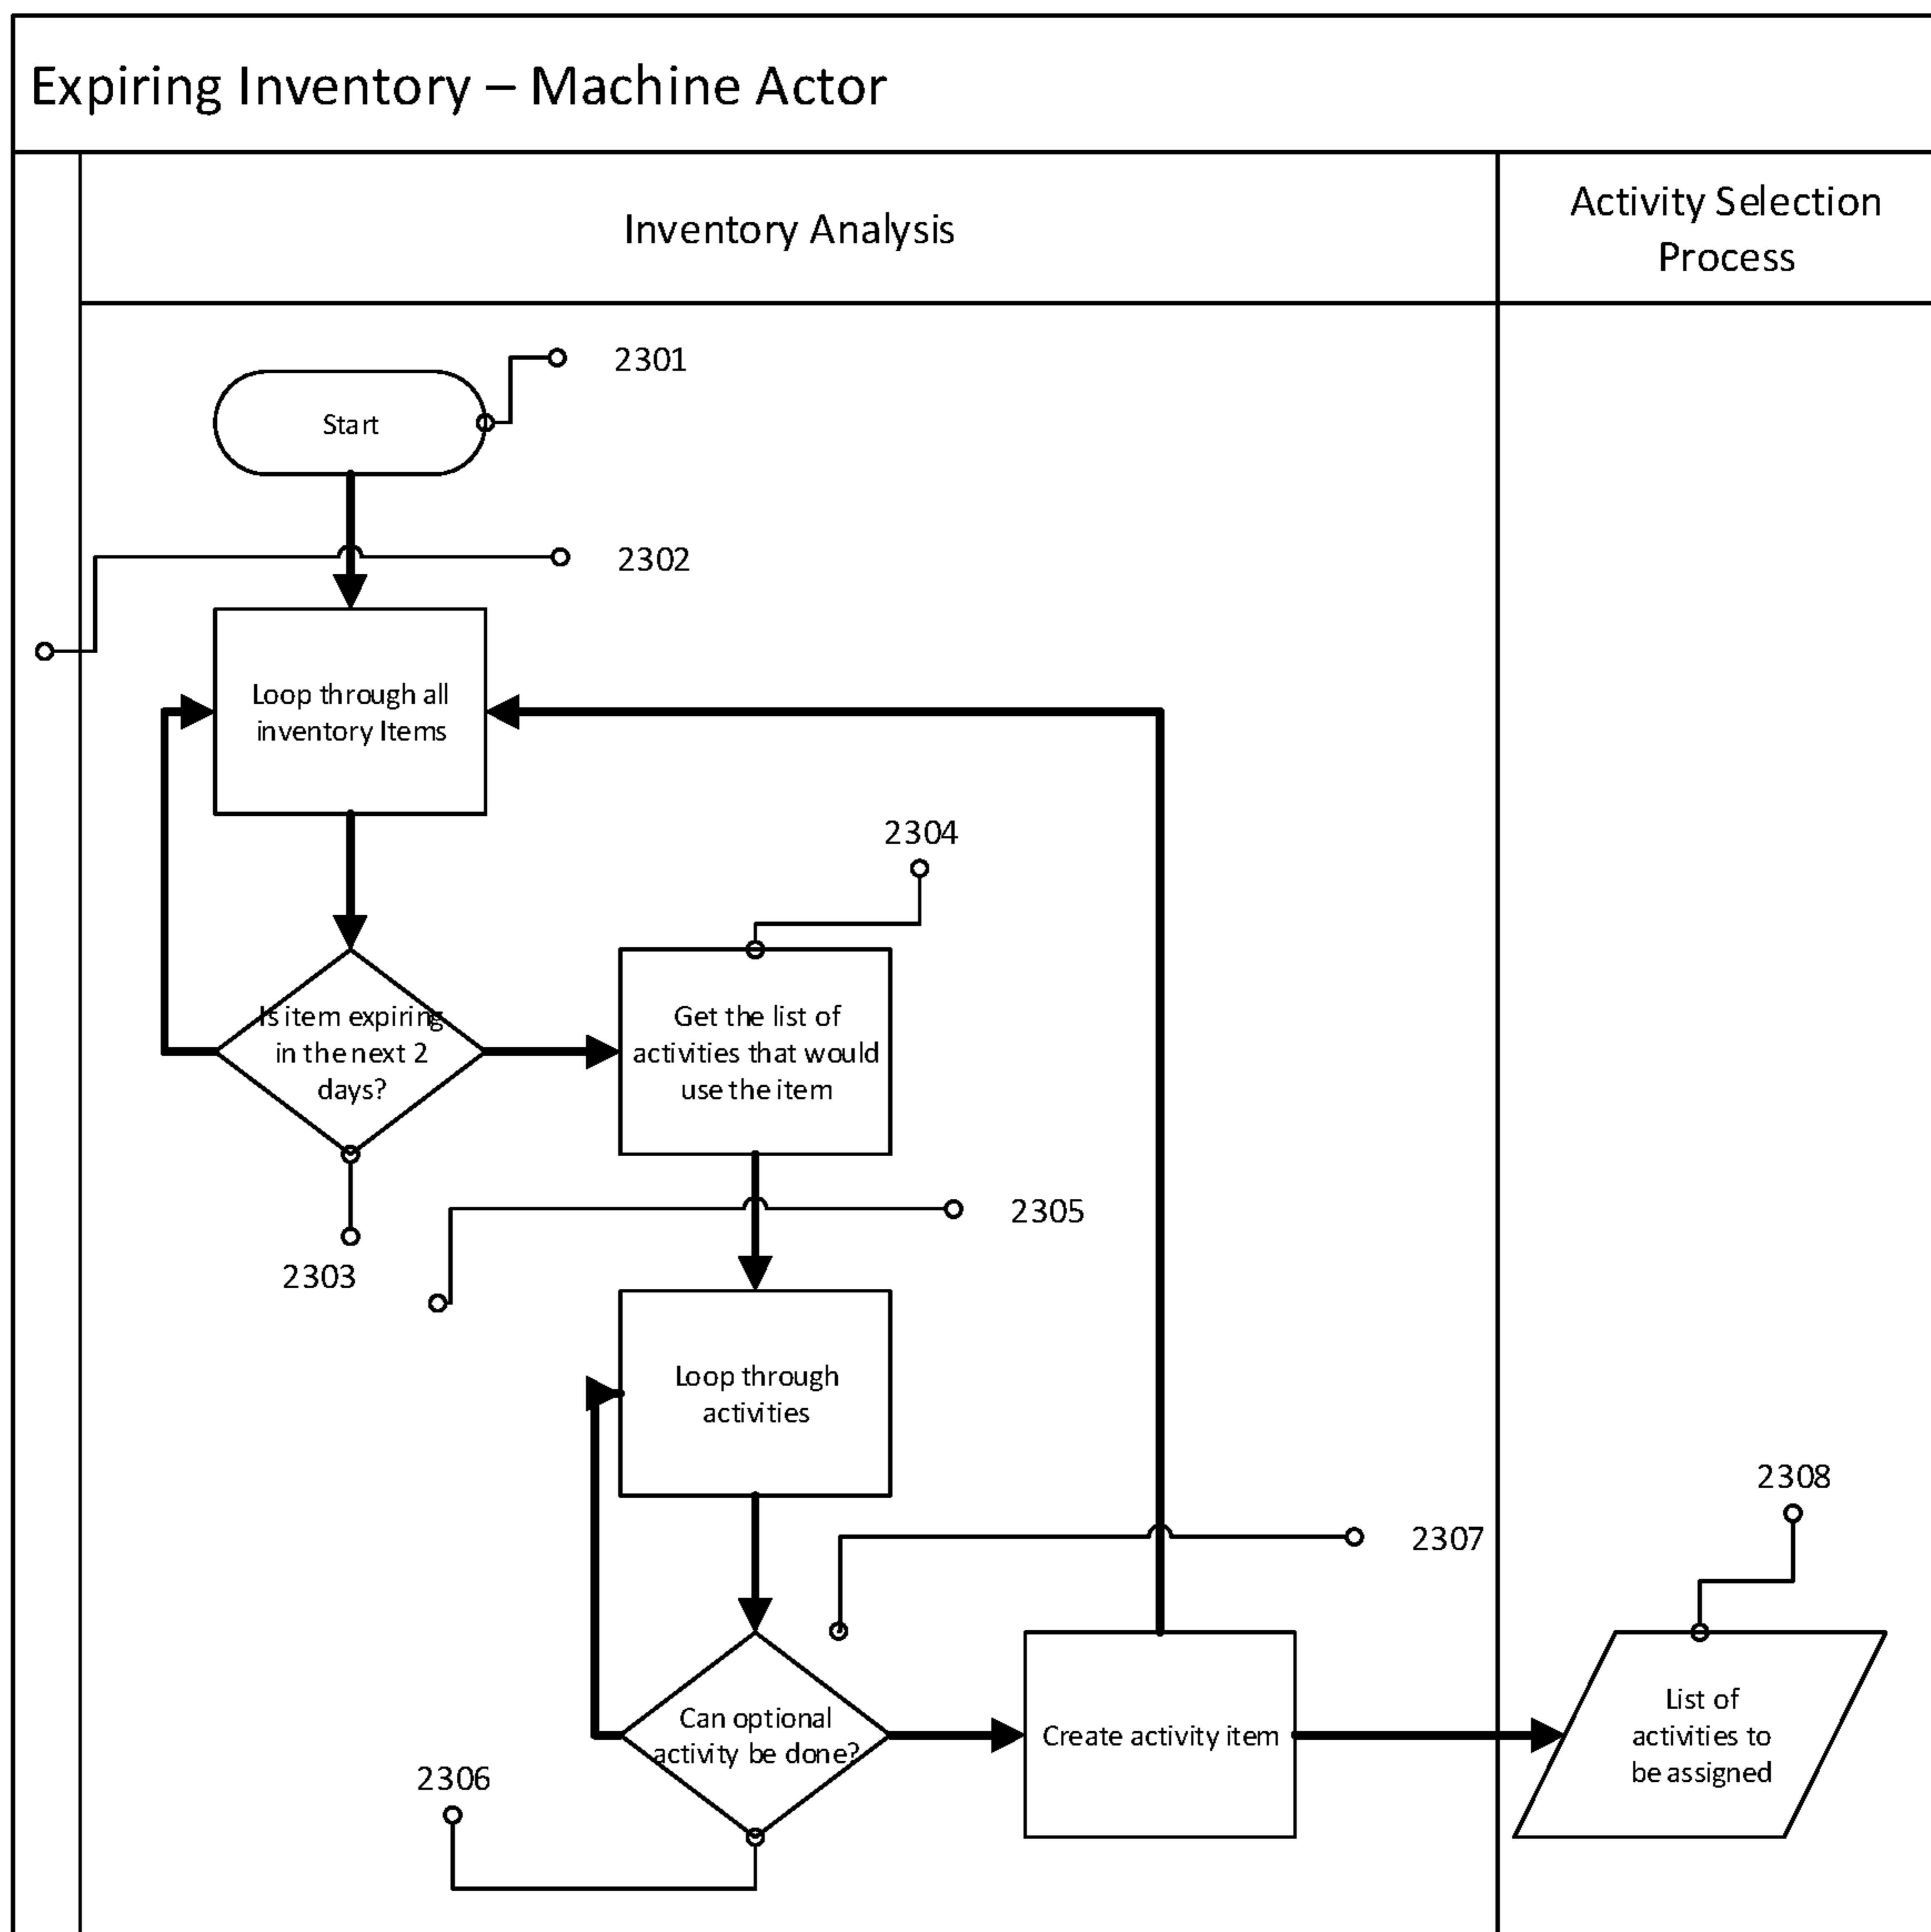 Expiring Inventory – Machine Actor
Inventory Analysis
Activity Selection
Process
2301
Start
2302
Loop through all
inventory Items
2304
Is item expiring
in the next 2
days?
Get the list of
activities that would
use the item
2305
2303
Loop through
activities
2308
2307
Can optional
activity be done?
Create activity item
List of
activities to
be assigned
2306